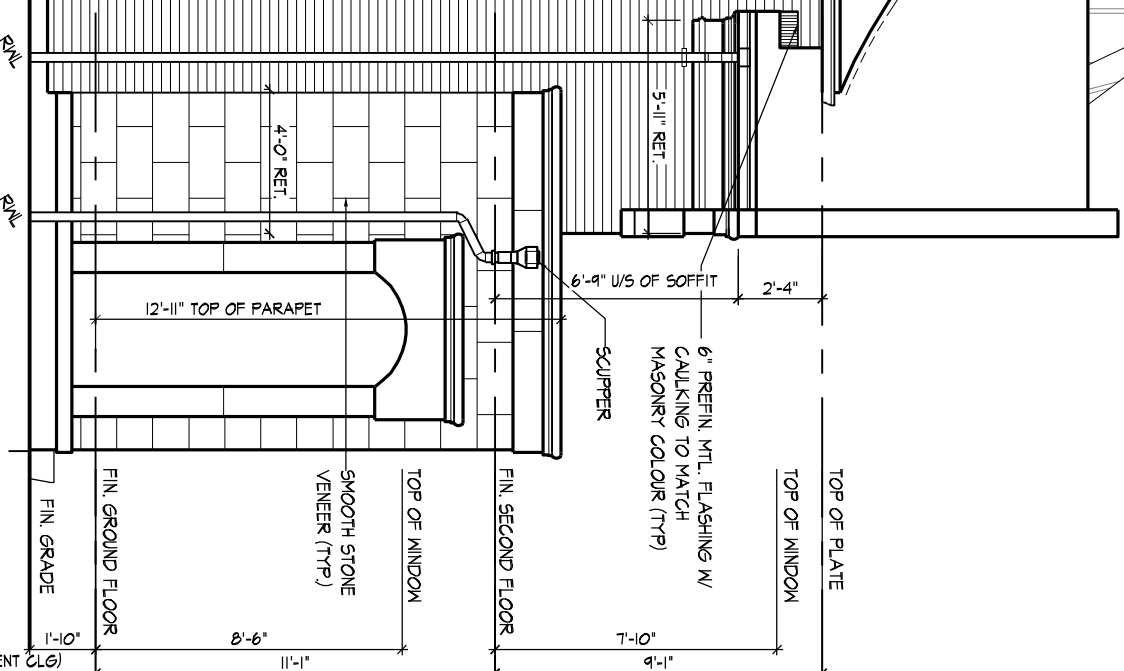 RWL
RWL
5'-11" RET.
4'-0" RET.
6'-9" U/S OF SOFFIT
2'-4"
12'-11" TOP OF PARAPET
SCUPPER
6" PREFIN. MTL. FLASHING W/
CAULKING TO MATCH
MASONRY COLOUR (TYP)
TOP OF PLATE
TOP OF WINDOW
FIN. SECOND FLOOR
TOP OF WINDOW
SMOOTH STONE
VENEER (TYP.)
FIN. GROUND FLOOR
FIN. GRADE
1'-10"
8'-6"
7'-10"
11'-1"
9'-1"
CLG)